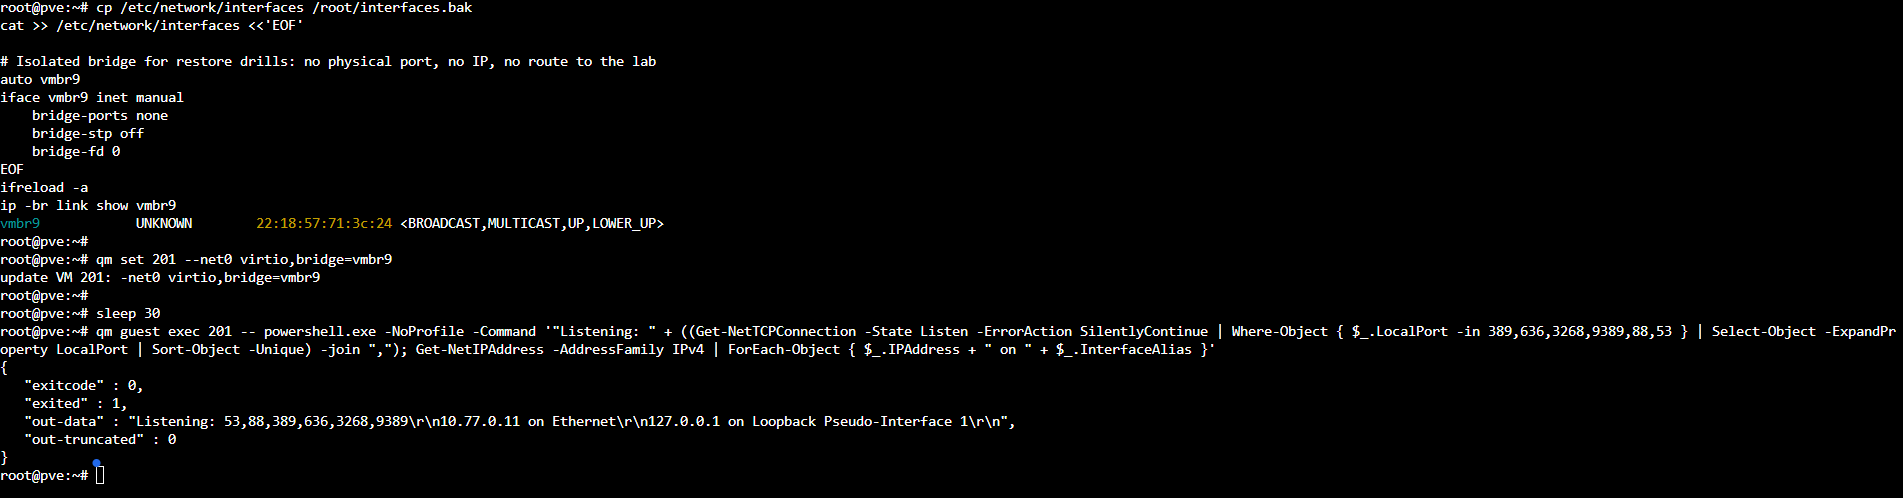 root@pve:~# cp /etc/network/interfaces /root/interfaces.bak
cat >> /etc/network/interfaces <<'EOF'

# Isolated bridge for restore drills: no physical port, no IP, no route to the lab
auto vmbr9
iface vmbr9 inet manual
    bridge-ports none
    bridge-stp off
    bridge-fd 0
EOF
ifreload -a
ip -br link show vmbr9
vmbr9            UNKNOWN        22:18:57:71:3c:24 <BROADCAST,MULTICAST,UP,LOWER_UP>
root@pve:~#
root@pve:~# qm set 201 --net0 virtio,bridge=vmbr9
update VM 201: -net0 virtio,bridge=vmbr9
root@pve:~#
root@pve:~# sleep 30
root@pve:~# qm guest exec 201 -- powershell.exe -NoProfile -Command '"Listening: " + ((Get-NetTCPConnection -State Listen -ErrorAction SilentlyContinue | Where-Object { $_.LocalPort -in 389,636,3268,9389,88,53 } | Select-Object -ExpandPr
operty LocalPort | Sort-Object -Unique) -join ","); Get-NetIPAddress -AddressFamily IPv4 | ForEach-Object { $_.IPAddress + " on " + $_.InterfaceAlias }'
{
   "exitcode" : 0,
   "exited" : 1,
   "out-data" : "Listening: 53,88,389,636,3268,9389\r\n10.77.0.11 on Ethernet\r\n127.0.0.1 on Loopback Pseudo-Interface 1\r\n",
   "out-truncated" : 0
}
root@pve:~#